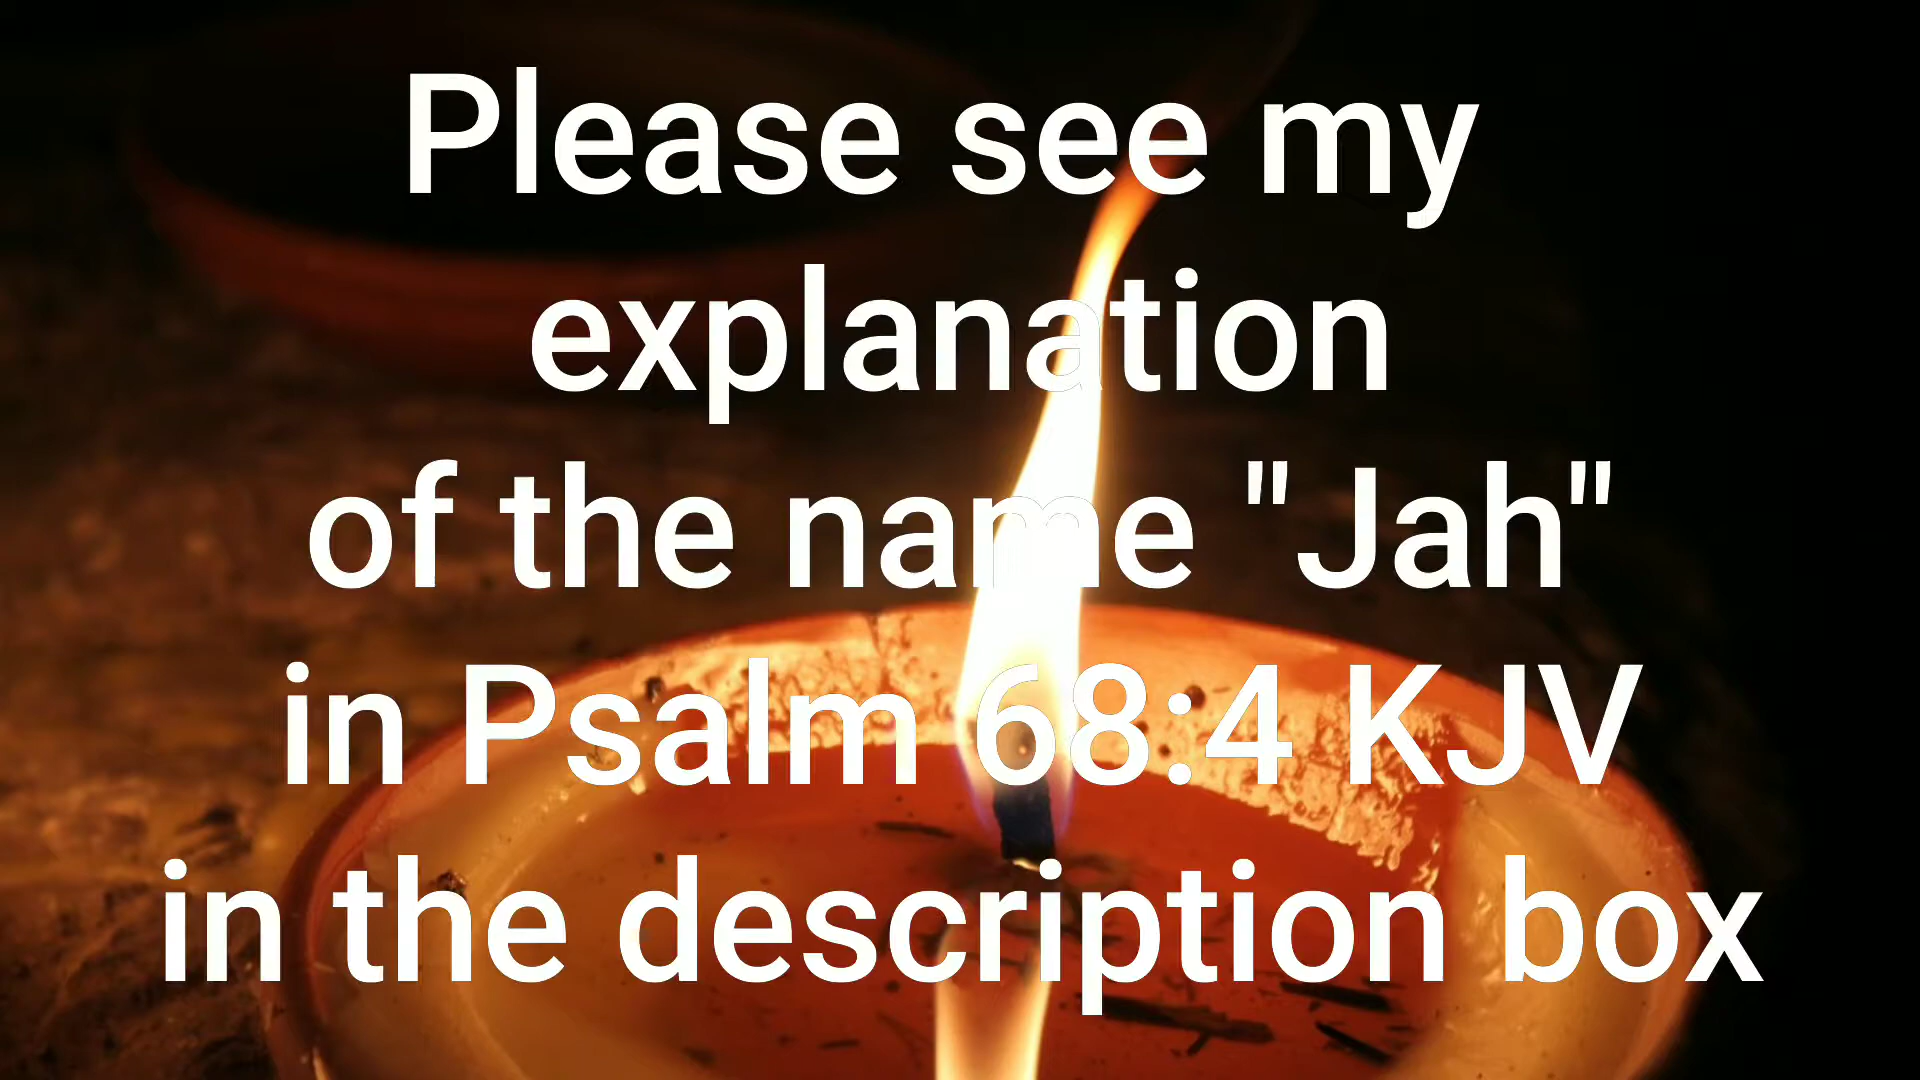 Please see my
explanation
of the name "Jah"
in Psalm 68:4 KJV
in the description box